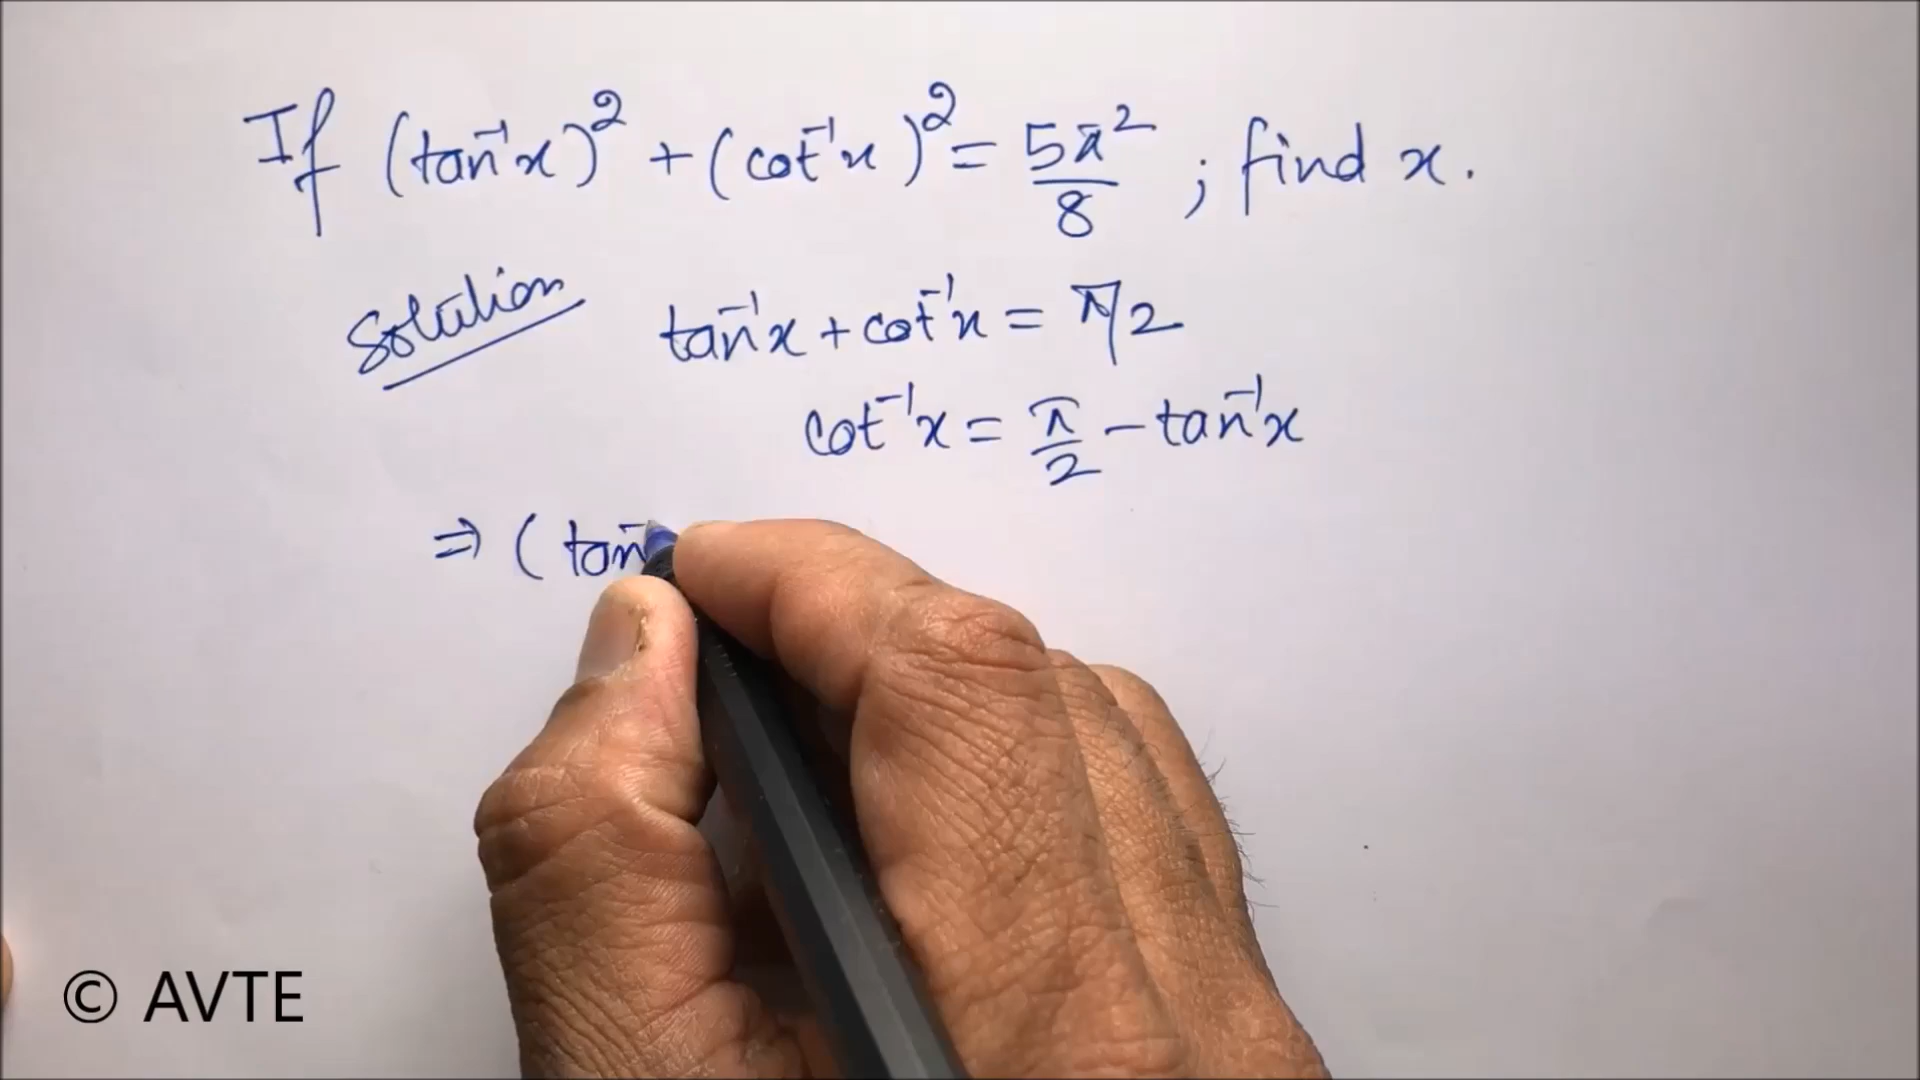 If (tan⁻¹x)² + (cot⁻¹x)² = 5π²/8 ; find x.
Solution
tan⁻¹x + cot⁻¹x = π/2
cot⁻¹x = π/2 - tan⁻¹x
⇒ ( tan⁻
© AVTE